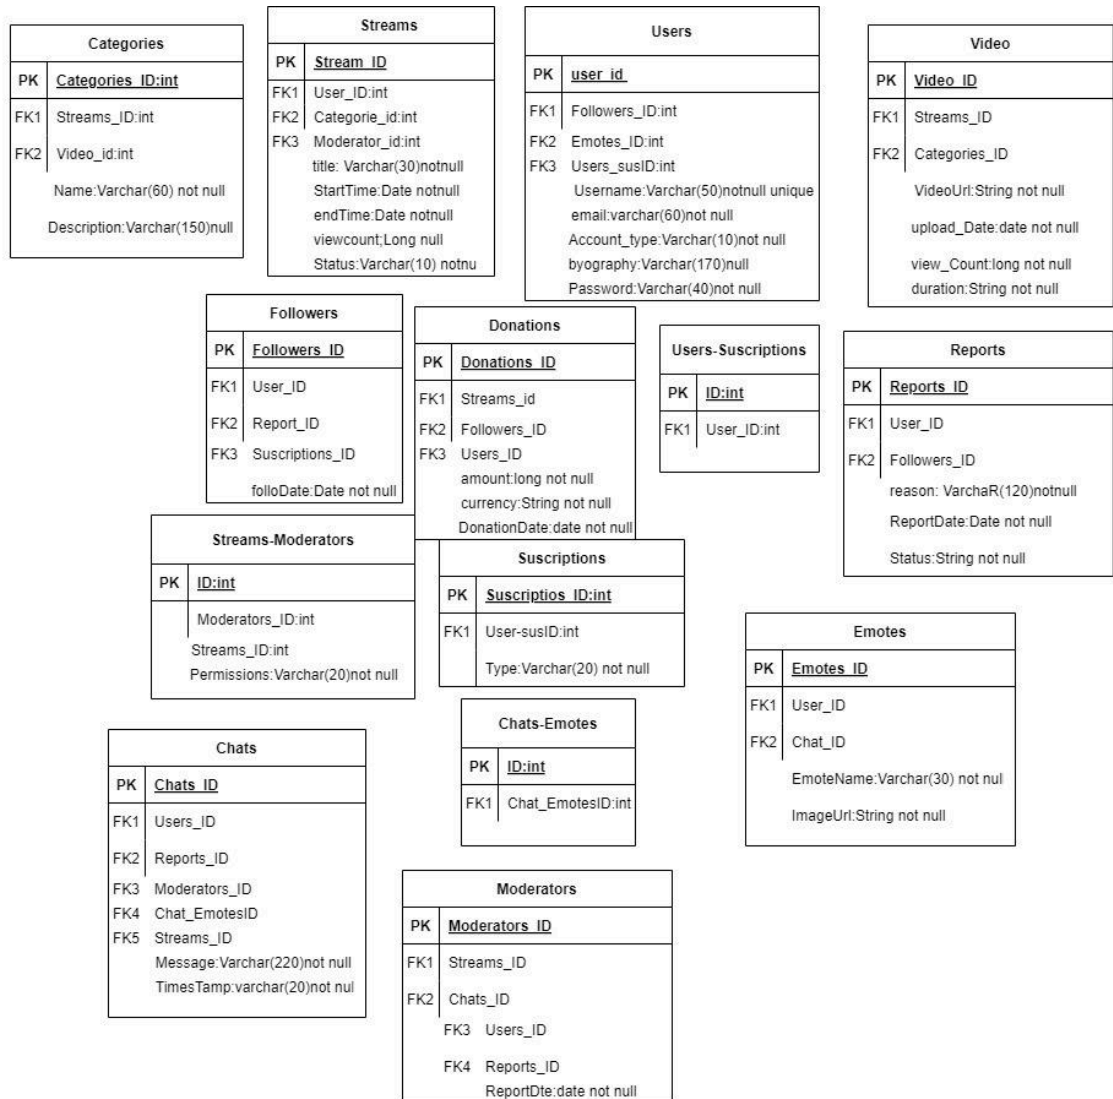 Categories
PK Categories_ID:int
FK1 Streams_ID:int
FK2 Video_id:int
Name:Varchar(60) not null
Description:Varchar(150)null
Streams
PK Stream_ID
FK1 User_ID:int
FK2 Categorie_id:int
FK3 Moderator_id:int
title: Varchar(30)notnull
StartTime:Date notnull
endTime:Date notnull
viewcount;Long null
Status:Varchar(10) notnu
Users
PK user_id
FK1 Followers_ID:int
FK2 Emotes_ID:int
FK3 Users_susID:int
Username:Varchar(50)notnull unique
email:varchar(60)not null
Account_type:Varchar(10)not null
byography:Varchar(170)null
Password:Varchar(40)not null
Video
PK Video_ID
FK1 Streams_ID
FK2 Categories_ID
VideoUrl:String not null
upload_Date:date not null
view_Count:long not null
duration:String not null
Followers
PK Followers_ID
FK1 User_ID
FK2 Report_ID
FK3 Suscriptions_ID
folloDate:Date not null
Donations
PK Donations_ID
FK1 Streams_id
FK2 Followers_ID
FK3 Users_ID
amount:long not null
currency:String not null
DonationDate:date not null
Users-Suscriptions
PK ID:int
FK1 User_ID:int
Reports
PK Reports_ID
FK1 User_ID
FK2 Followers_ID
reason: VarchaR(120)notnull
ReportDate:Date not null
Status:String not null
Streams-Moderators
PK ID:int
Moderators_ID:int
Streams_ID:int
Permissions:Varchar(20)not null
Suscriptions
PK Suscriptios_ID:int
FK1 User-susID:int
Type:Varchar(20) not null
Emotes
PK Emotes_ID
FK1 User_ID
FK2 Chat_ID
EmoteName:Varchar(30) not nul
ImageUrl:String not null
Chats-Emotes
PK ID:int
FK1 Chat_EmotesID:int
Chats
PK Chats_ID
FK1 Users_ID
FK2 Reports_ID
FK3 Moderators_ID
FK4 Chat_EmotesID
FK5 Streams_ID
Message:Varchar(220)not null
TimesTamp:varchar(20)not nul
Moderators
PK Moderators_ID
FK1 Streams_ID
FK2 Chats_ID
FK3 Users_ID
FK4 Reports_ID
ReportDte:date not null